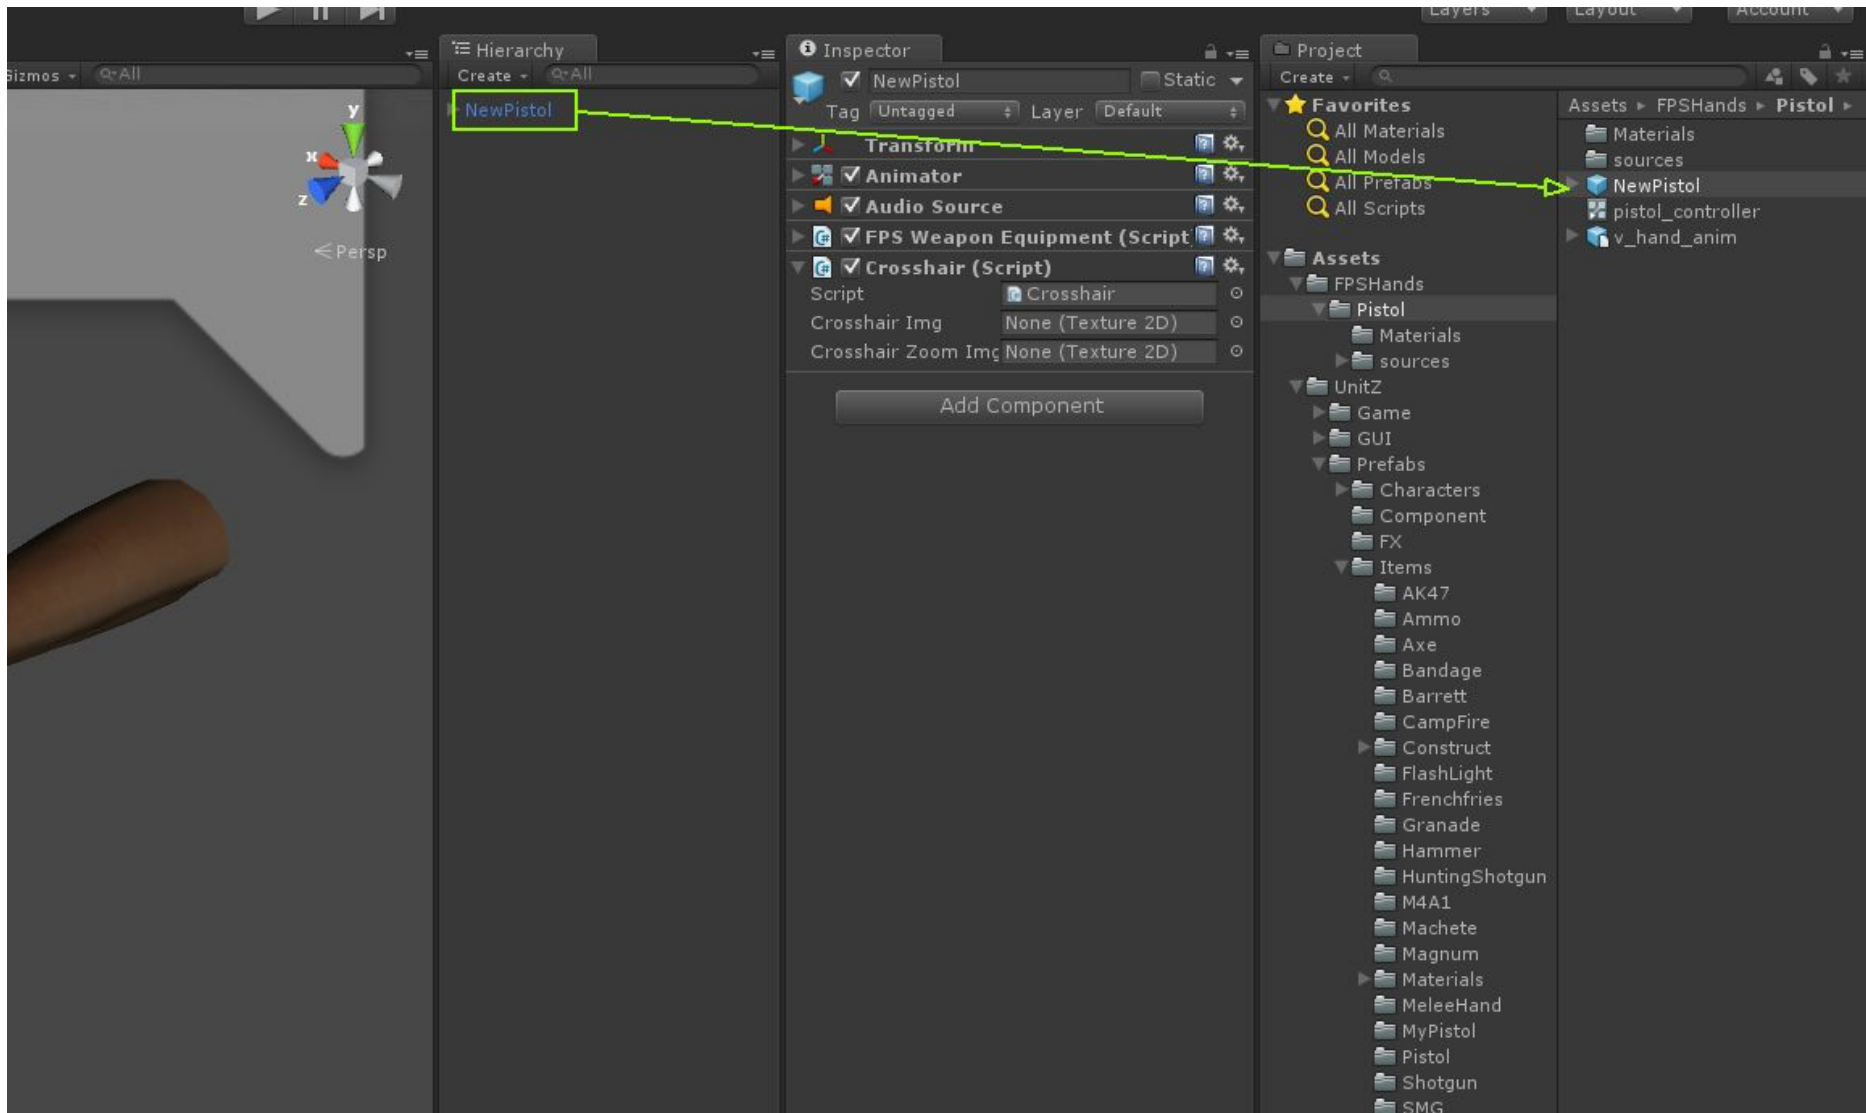 Layers
Layout
Account
Gizmos
All
y
x
z
Persp
Hierarchy
Create
All
NewPistol
Inspector
NewPistol
Static
Tag
Untagged
Layer
Default
Transform
Animator
Audio Source
FPS Weapon Equipment (Script
Crosshair (Script)
Script
Crosshair
Crosshair Img
None (Texture 2D)
Crosshair Zoom Img
None (Texture 2D)
Add Component
Project
Create
Favorites
All Materials
All Models
All Prefabs
All Scripts
Assets
FPSHands
Pistol
Materials
sources
UnitZ
Game
GUI
Prefabs
Characters
Component
FX
Items
AK47
Ammo
Axe
Bandage
Barrett
CampFire
Construct
FlashLight
Frenchfries
Granade
Hammer
HuntingShotgun
M4A1
Machete
Magnum
Materials
MeleeHand
MyPistol
Pistol
Shotgun
SMG
Assets ▸ FPSHands ▸ Pistol ▸
Materials
sources
NewPistol
pistol_controller
v_hand_anim